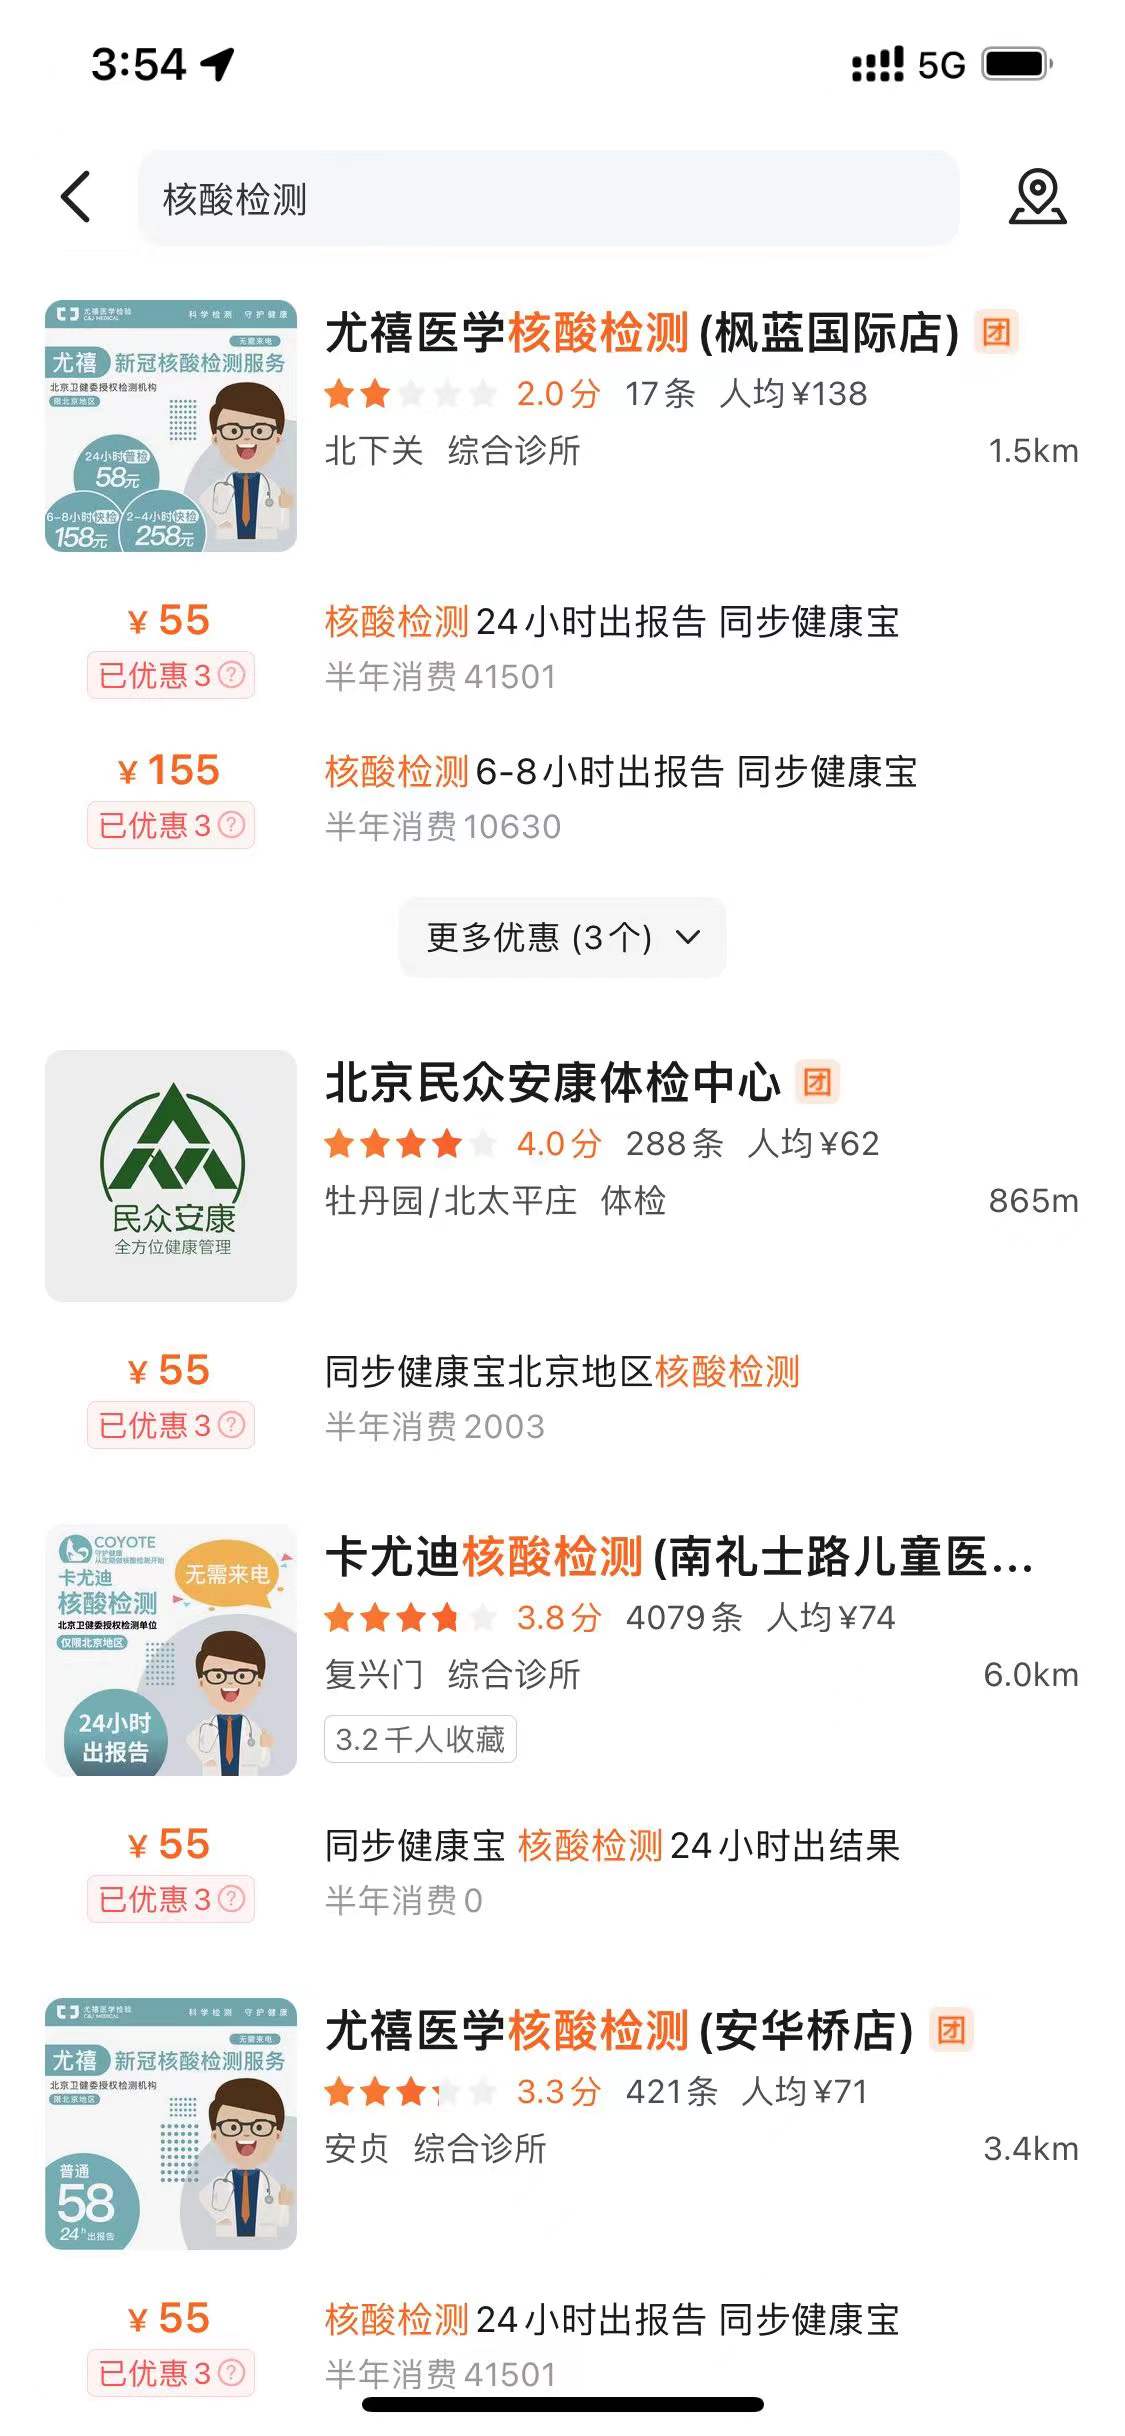 3:54
5G
核酸检测
尤禧医学检验
C&J MEDICAL
科学检测 守护健康
无需来电
尤禧 新冠核酸检测服务
北京卫健委授权检测机构
限北京地区
24小时普检
58元
6-8小时快检
158元
2-4小时快检
258元
尤禧医学核酸检测(枫蓝国际店) 团
2.0分 17条 人均¥138
北下关 综合诊所 1.5km
¥55 核酸检测24小时出报告 同步健康宝
已优惠3? 半年消费41501
¥155 核酸检测6-8小时出报告 同步健康宝
已优惠3? 半年消费10630
更多优惠(3个)
民众安康
全方位健康管理
北京民众安康体检中心 团
4.0分 288条 人均¥62
牡丹园/北太平庄 体检 865m
¥55 同步健康宝北京地区核酸检测
已优惠3? 半年消费2003
COYOTE
守护健康
从定期做核酸检测开始
卡尤迪
核酸检测
无需来电
北京卫健委授权检测单位
仅限北京地区
24小时
出报告
卡尤迪核酸检测(南礼士路儿童医...
3.8分 4079条 人均¥74
复兴门 综合诊所 6.0km
3.2千人收藏
¥55 同步健康宝 核酸检测24小时出结果
已优惠3? 半年消费0
尤禧医学检验
C&J MEDICAL
科学检测 守护健康
无需来电
尤禧 新冠核酸检测服务
北京卫健委授权检测机构
限北京地区
普通
58
24h出报告
尤禧医学核酸检测(安华桥店) 团
3.3分 421条 人均¥71
安贞 综合诊所 3.4km
¥55 核酸检测24小时出报告 同步健康宝
已优惠3? 半年消费41501